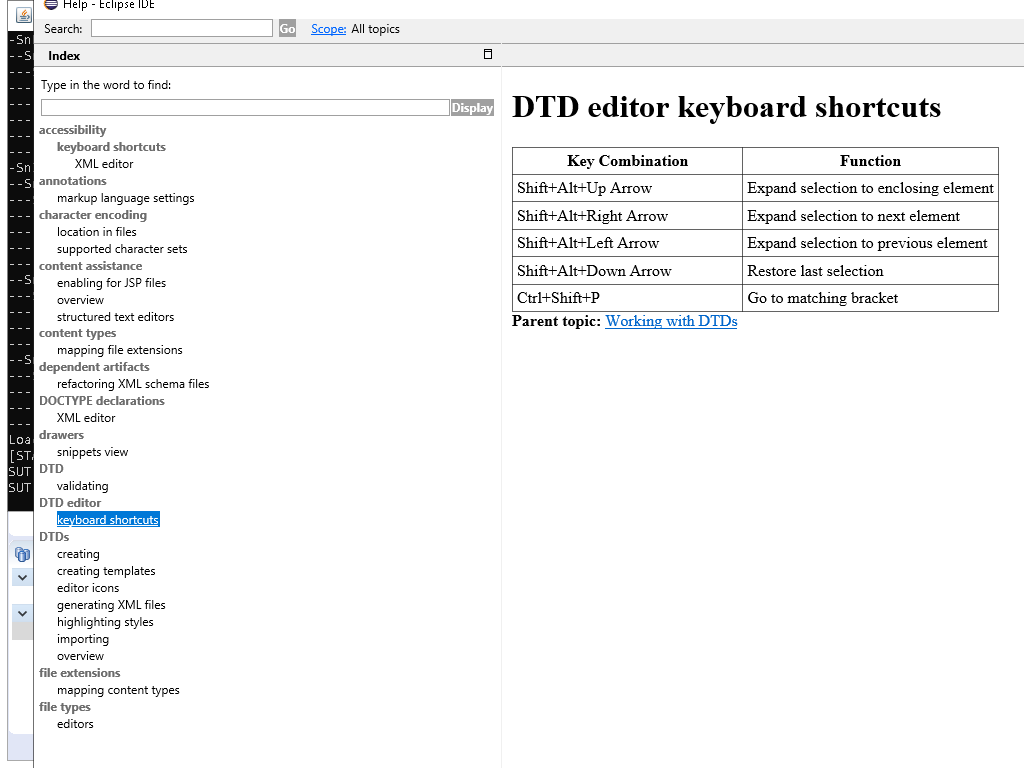 Help - Eclipse IDE
Search:
Go
Scope: All topics
Index
Type in the word to find:
Display
accessibility
keyboard shortcuts
XML editor
annotations
markup language settings
character encoding
location in files
supported character sets
content assistance
enabling for JSP files
overview
structured text editors
content types
mapping file extensions
dependent artifacts
refactoring XML schema files
DOCTYPE declarations
XML editor
drawers
snippets view
DTD
validating
DTD editor
keyboard shortcuts
DTDs
creating
creating templates
editor icons
generating XML files
highlighting styles
importing
overview
file extensions
mapping content types
file types
editors
DTD editor keyboard shortcuts
Key Combination Function
Shift+Alt+Up Arrow Expand selection to enclosing element
Shift+Alt+Right Arrow Expand selection to next element
Shift+Alt+Left Arrow Expand selection to previous element
Shift+Alt+Down Arrow Restore last selection
Ctrl+Shift+P Go to matching bracket
Parent topic: Working with DTDs